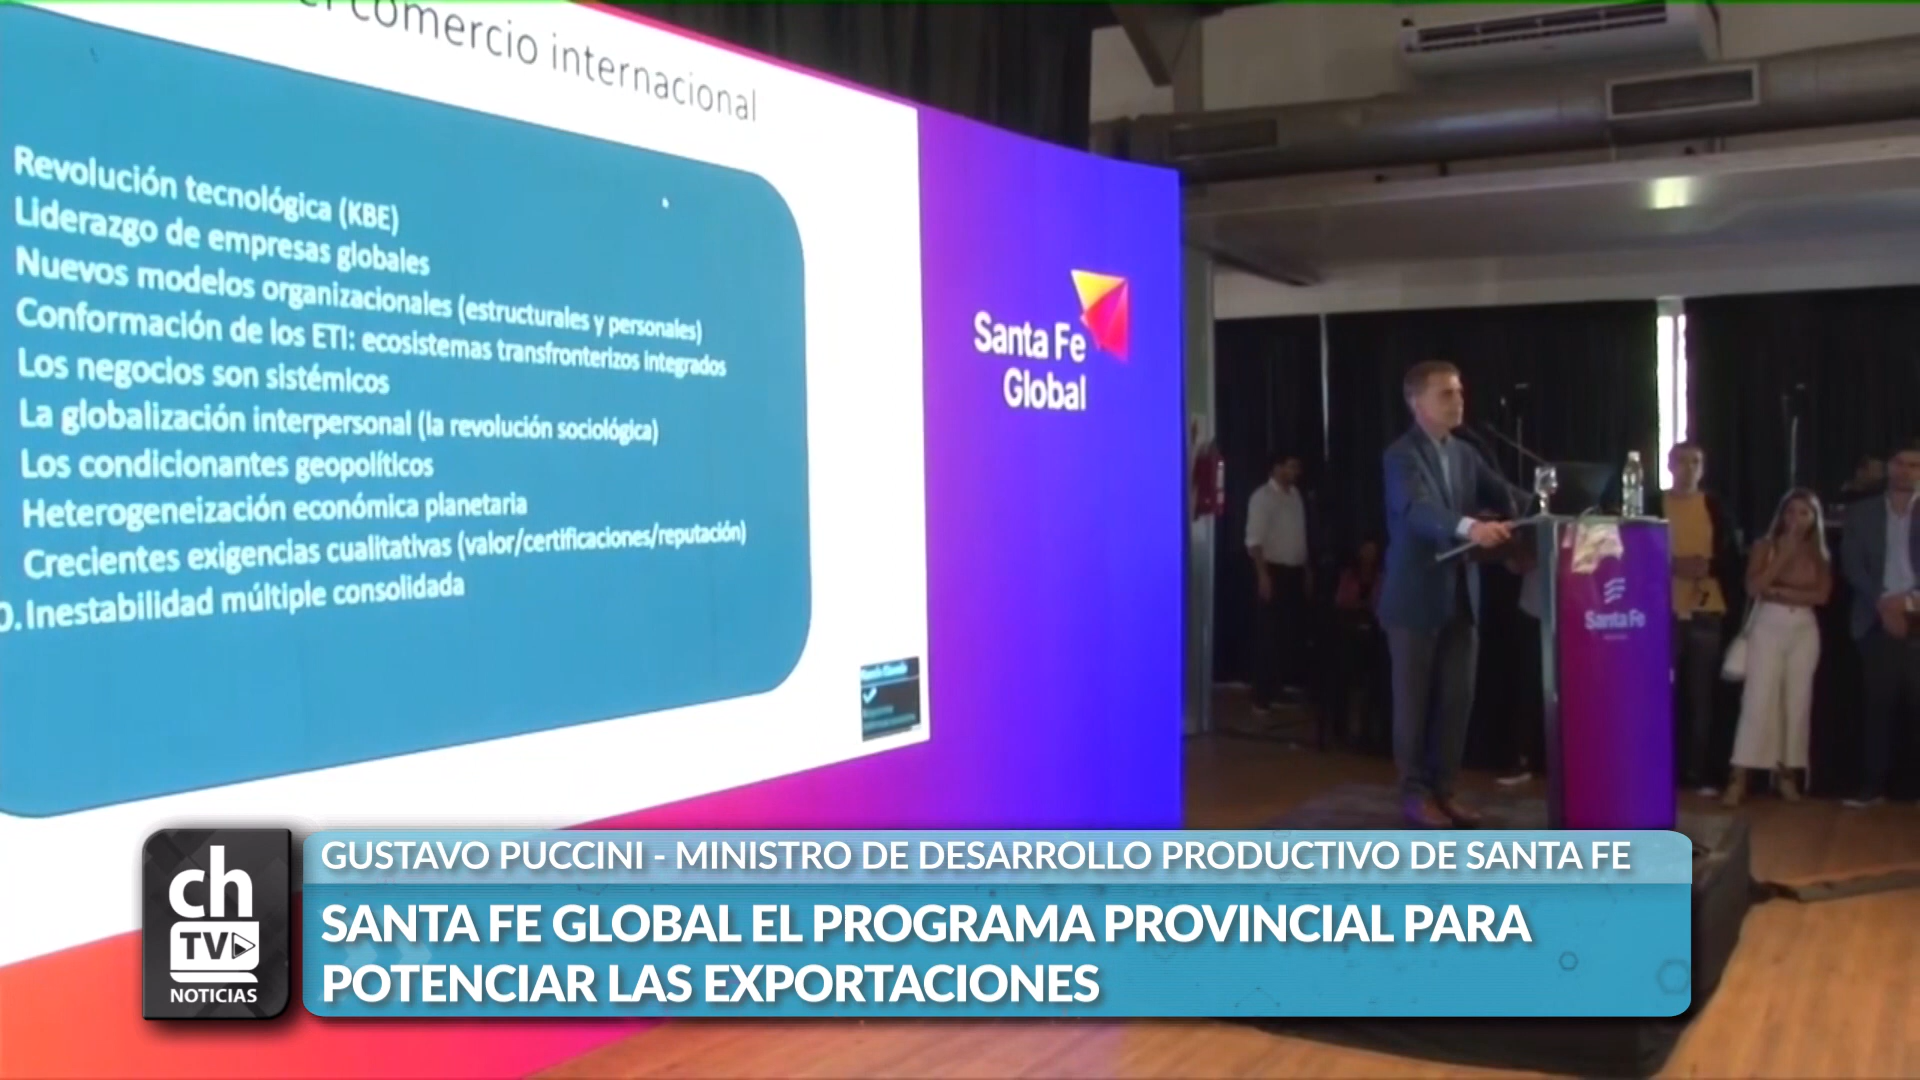 comercio internacional
Revolución tecnológica (KBE)
Liderazgo de empresas globales
Nuevos modelos organizacionales (estructurales y personales)
Conformación de los ETI: ecosistemas transfronterizos integrados
Los negocios son sistémicos
La globalización interpersonal (la revolución sociológica)
Los condicionantes geopolíticos
Heterogeneización económica planetaria
Crecientes exigencias cualitativas (valor/certificaciones/reputación)
0. Inestabilidad múltiple consolidada
Santa Fe
Global
Santa Fe
ch
TV
NOTICIAS
GUSTAVO PUCCINI - MINISTRO DE DESARROLLO PRODUCTIVO DE SANTA FE
SANTA FE GLOBAL EL PROGRAMA PROVINCIAL PARA
POTENCIAR LAS EXPORTACIONES